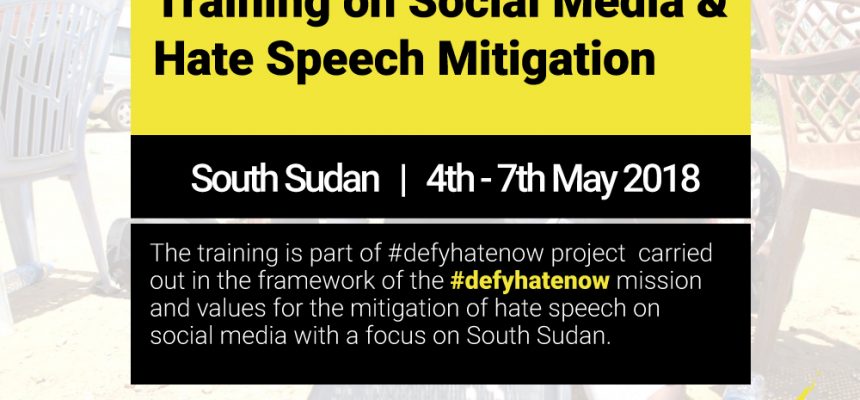 Training on Social Media &
Hate Speech Mitigation
South Sudan | 4th - 7th May 2018
The training is part of #defyhatenow project carried
out in the framework of the #defyhatenow mission
and values for the mitigation of hate speech on
social media with a focus on South Sudan.